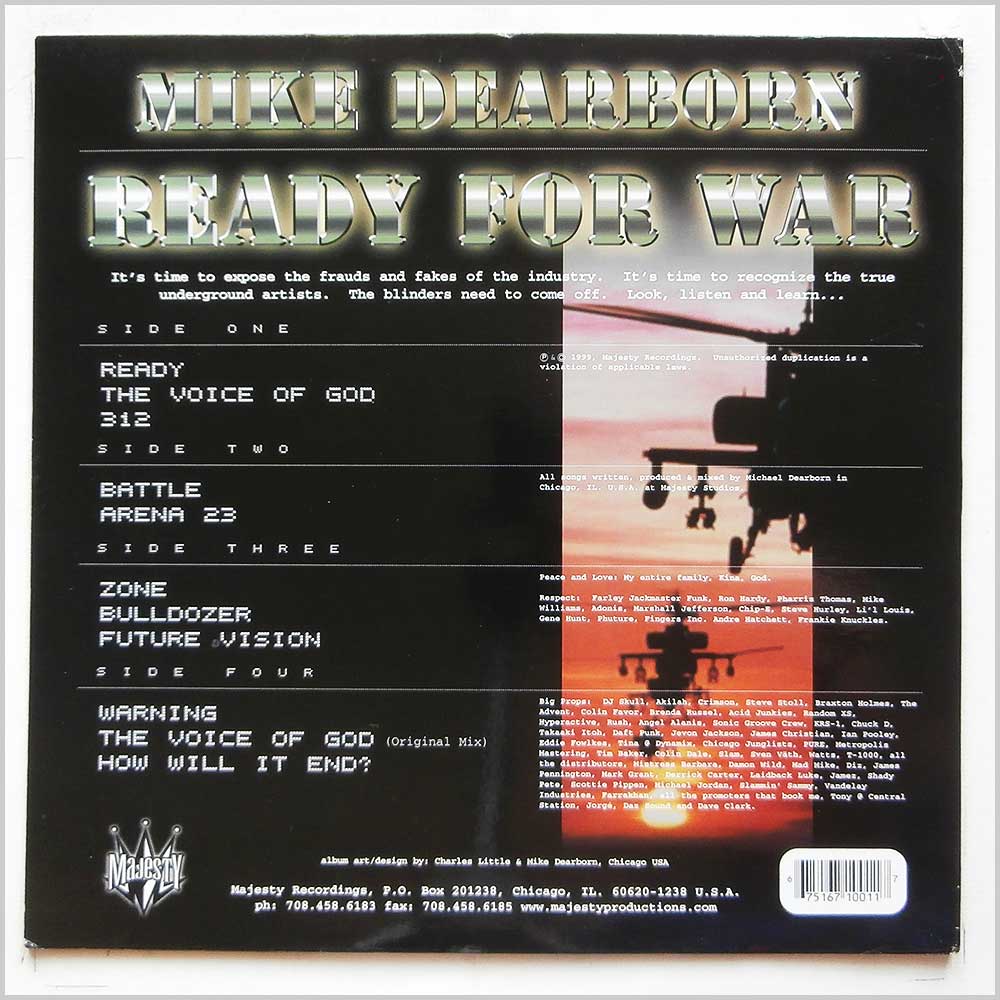 MIKE DEARBORN
READY FOR WAR
It's time to expose the frauds and fakes of the industry. It's time to recognize the true
underground artists. The blinders need to come off. Look, listen and learn...
SIDE ONE
READY
THE VOICE OF GOD
312
SIDE TWO
BATTLE
ARENA 23
SIDE THREE
ZONE
BULLDOZER
FUTURE VISION
SIDE FOUR
WARNING
THE VOICE OF GOD (Original Mix)
HOW WILL IT END?
℗ & © 1999, Majesty Recordings. Unauthorized duplication is a
violation of applicable laws.
All songs written, produced & mixed by Michael Dearborn in
Chicago, IL. U.S.A. at Majesty Studios.
Peace and Love: My entire family, Kina, God.
Respect: Farley Jackmaster Funk, Ron Hardy, Pharris Thomas, Mike
Williams, Adonis, Marshall Jefferson, Chip-E, Steve Hurley, Li'l Louis,
Gene Hunt, Phuture, Fingers Inc. Andre Hatchett, Frankie Knuckles.
Big Props: DJ Skull, Akilah, Crimson, Steve Stoll, Braxton Holmes, The
Advent, Colin Favor, Brenda Russel, Acid Junkies, Random XS,
Hyperactive, Rush, Angel Alanis, Sonic Groove Crew, KRS-1, Chuck D,
Takaaki Itoh, Daft Punk, Jevon Jackson, James Christian, Ian Pooley,
Eddie Fowlkes, Tina @ Dynamix, Chicago Junglists, PURE, Metropolis
Mastering, Tim Baker, Colin Dale, Slam, Sven Väth, Watts, T-1000, all
the distributors, Mistress Barbara, Damon Wild, Mad Mike, Diz, James
Pennington, Mark Grant, Derrick Carter, Laidback Luke, James, Shady
Pete, Scottie Pippen, Michael Jordan, Slammin' Sammy, Vandelay
Industries, Farrakhan, all the promoters that book me, Tony @ Central
Station, Jorgé, Daz Sound and Dave Clark.
MAJESTY
album art/design by: Charles Little & Mike Dearborn, Chicago USA
Majesty Recordings, P.O. Box 201238, Chicago, IL. 60620-1238 U.S.A.
ph: 708.458.6183 fax: 708.458.6185 www.majestyproductions.com
6 75167 10011 7